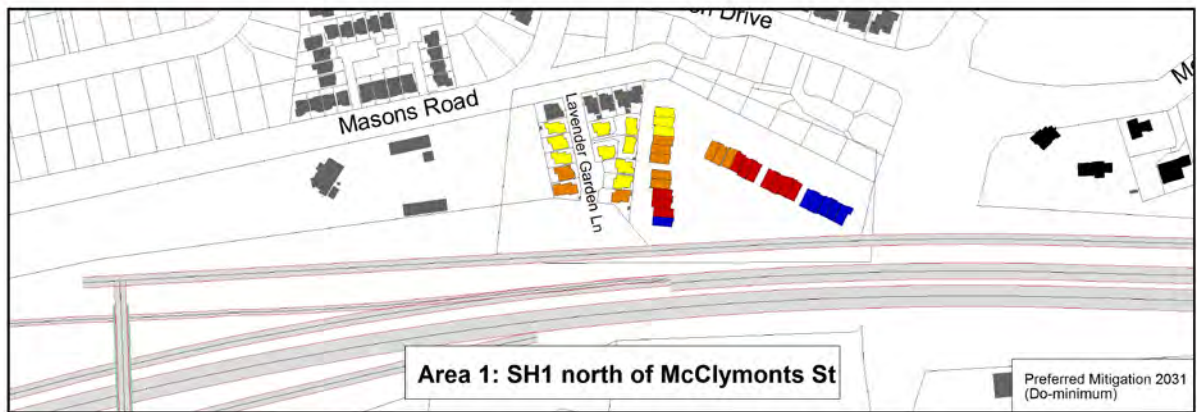 Drive
Masons Road
Lavender Garden Ln
Area 1: SH1 north of McClymonts St
Preferred Mitigation 2031
(Do-minimum)